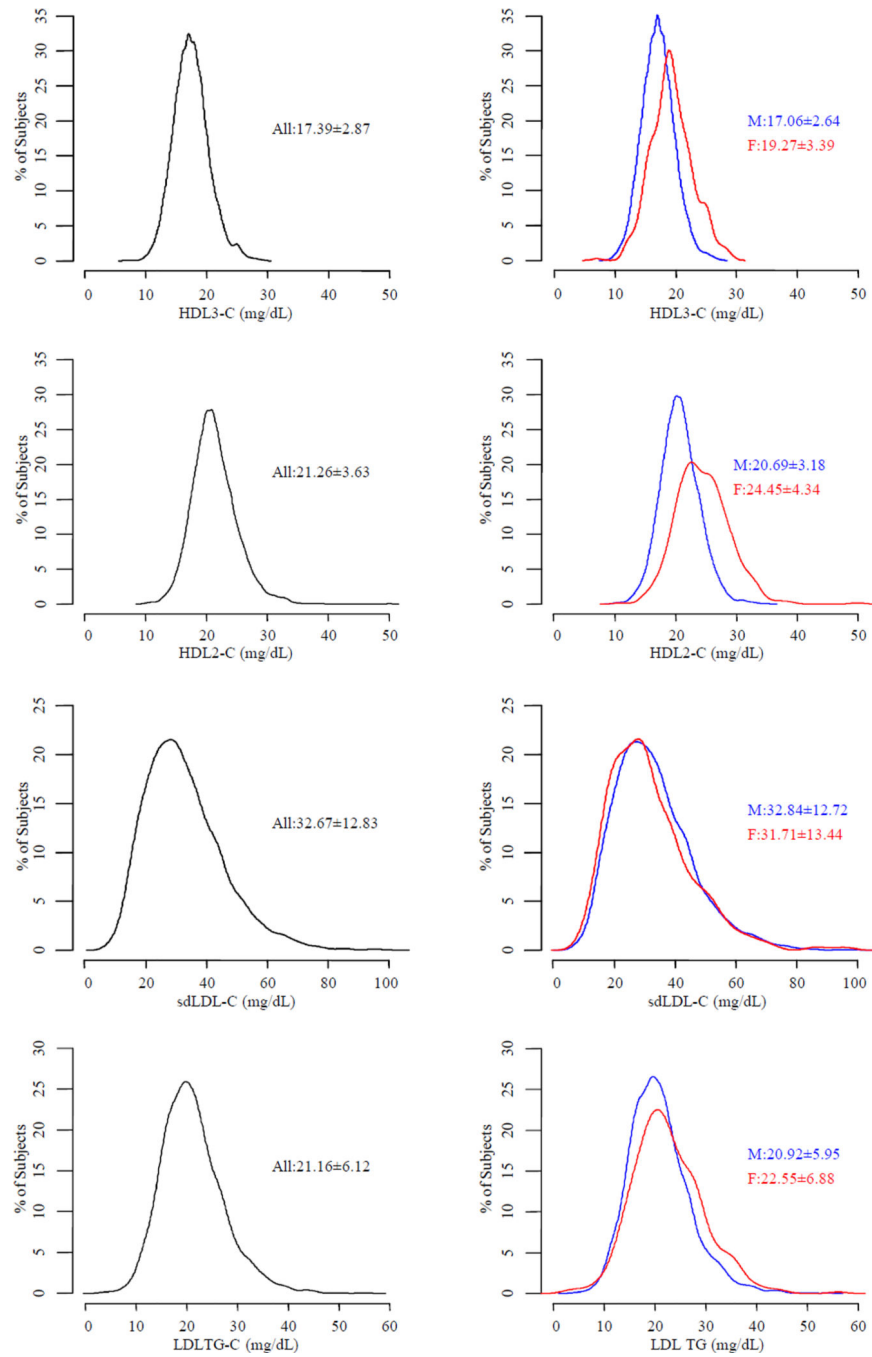 35
30
25
20
15
10
5
0
% of Subjects
All:17.39±2.87
0 10 20 30 40 50
HDL3-C (mg/dL)
35
30
25
20
15
10
5
0
% of Subjects
M:17.06±2.64
F:19.27±3.39
0 10 20 30 40 50
HDL3-C (mg/dL)
35
30
25
20
15
10
5
0
% of Subjects
All:21.26±3.63
0 10 20 30 40 50
HDL2-C (mg/dL)
35
30
25
20
15
10
5
0
% of Subjects
M:20.69±3.18
F:24.45±4.34
0 10 20 30 40 50
HDL2-C (mg/dL)
25
20
15
10
5
0
% of Subjects
All:32.67±12.83
0 20 40 60 80 100
sdLDL-C (mg/dL)
25
20
15
10
5
0
% of Subjects
M:32.84±12.72
F:31.71±13.44
0 20 40 60 80 100
sdLDL-C (mg/dL)
30
25
20
15
10
5
0
% of Subjects
All:21.16±6.12
0 10 20 30 40 50 60
LDLTG-C (mg/dL)
30
25
20
15
10
5
0
% of Subjects
M:20.92±5.95
F:22.55±6.88
0 10 20 30 40 50 60
LDL TG (mg/dL)